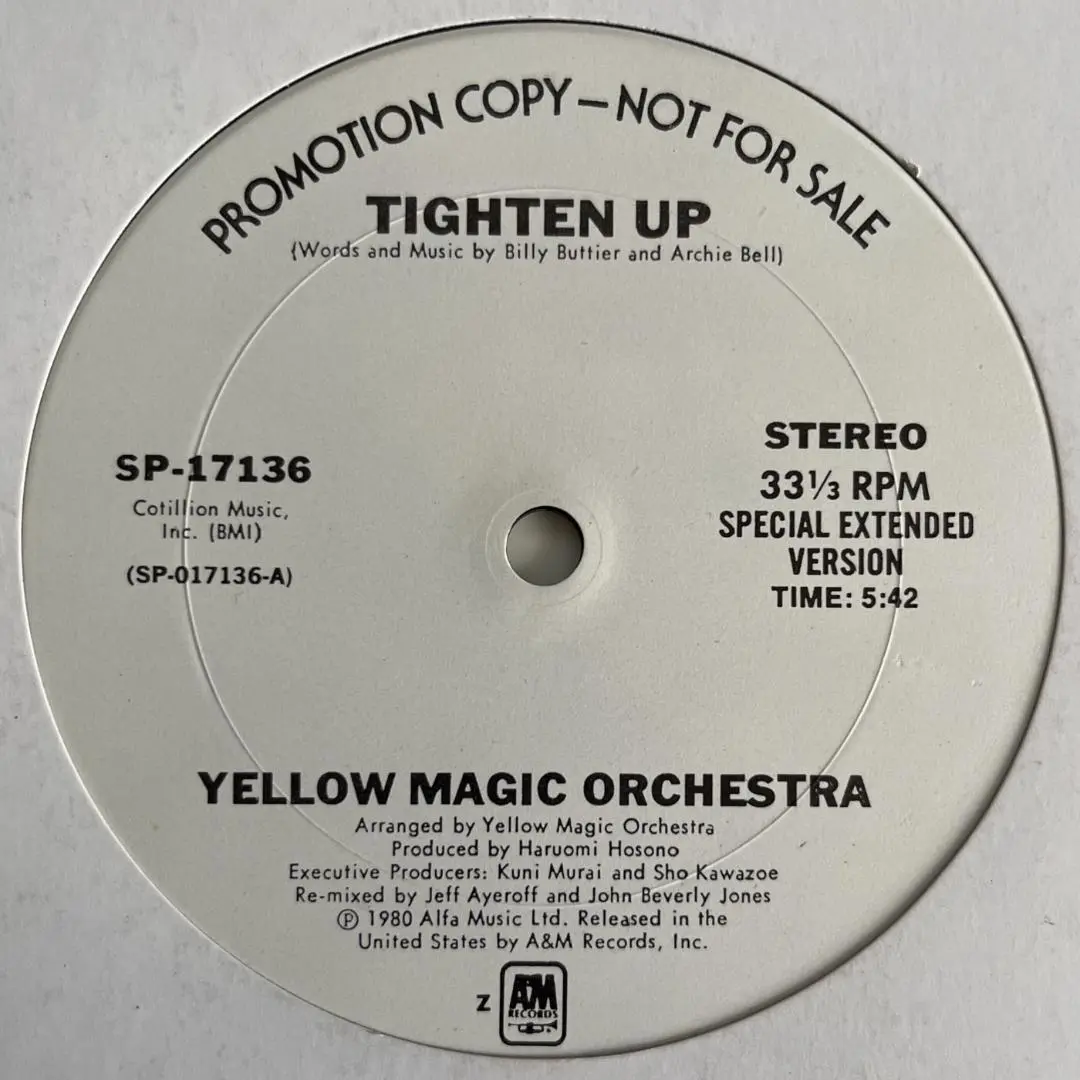 PROMOTION COPY—NOT FOR SALE
TIGHTEN UP
(Words and Music by Billy Buttier and Archie Bell)
SP-17136
Cotillion Music,
Inc. (BMI)
(SP-017136-A)
STEREO
33⅓ RPM
SPECIAL EXTENDED
VERSION
TIME: 5:42
YELLOW MAGIC ORCHESTRA
Arranged by Yellow Magic Orchestra
Produced by Haruomi Hosono
Executive Producers: Kuni Murai and Sho Kawazoe
Re-mixed by Jeff Ayeroff and John Beverly Jones
℗ 1980 Alfa Music Ltd. Released in the
United States by A&M Records, Inc.
Z
A&M
RECORDS